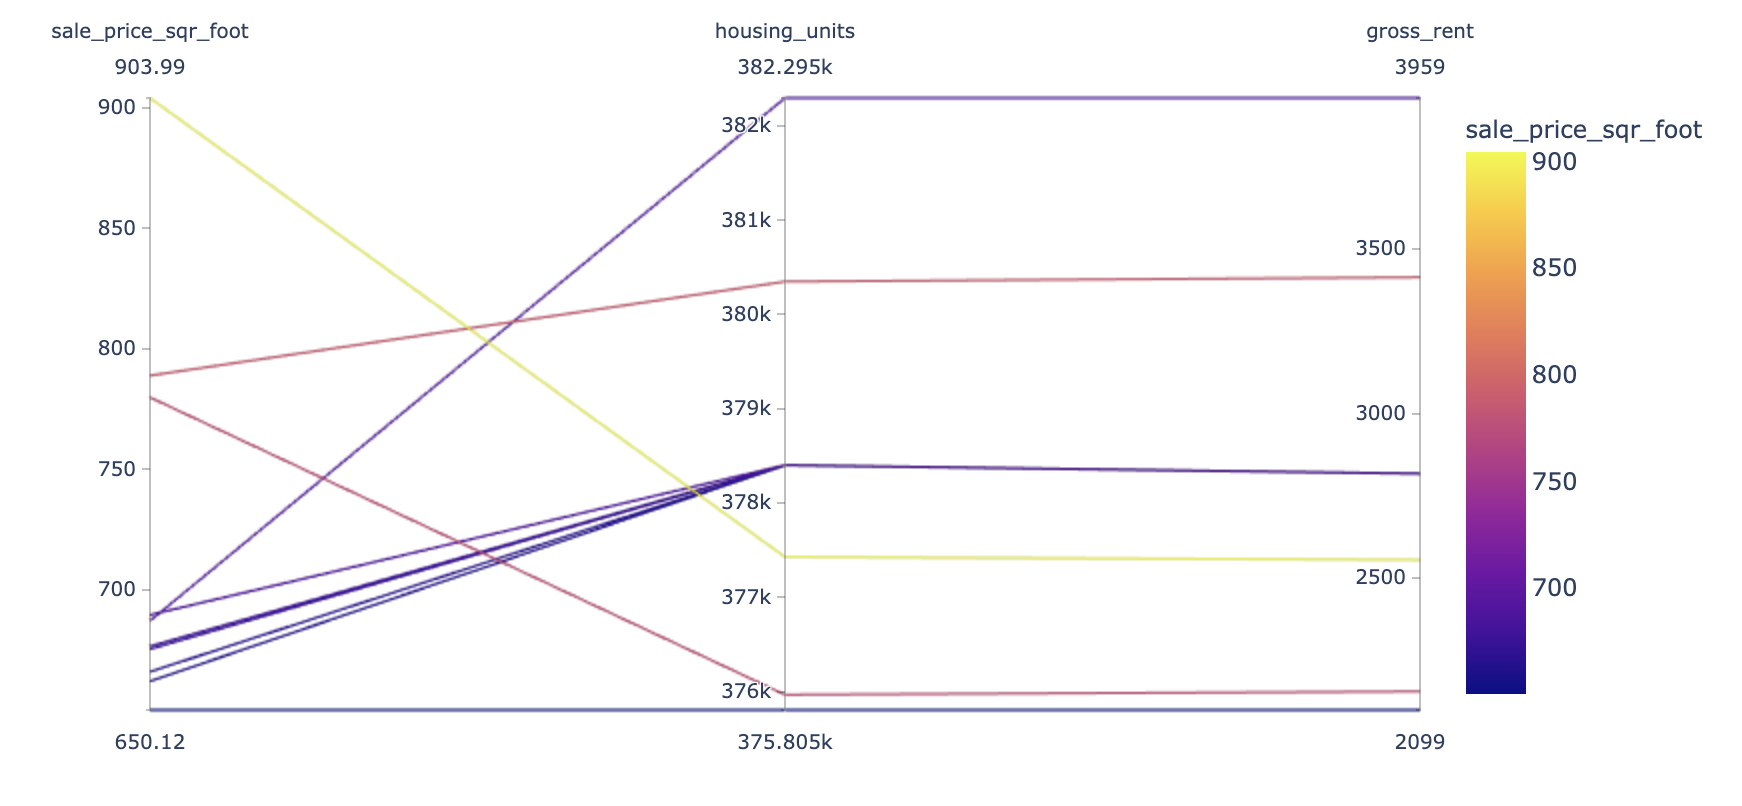 sale_price_sqr_foot
903.99
900
850
800
750
700
650.12
housing_units
382.295k
382k
381k
380k
379k
378k
377k
376k
375.805k
gross_rent
3959
3500
3000
2500
2099
sale_price_sqr_foot
900
850
800
750
700